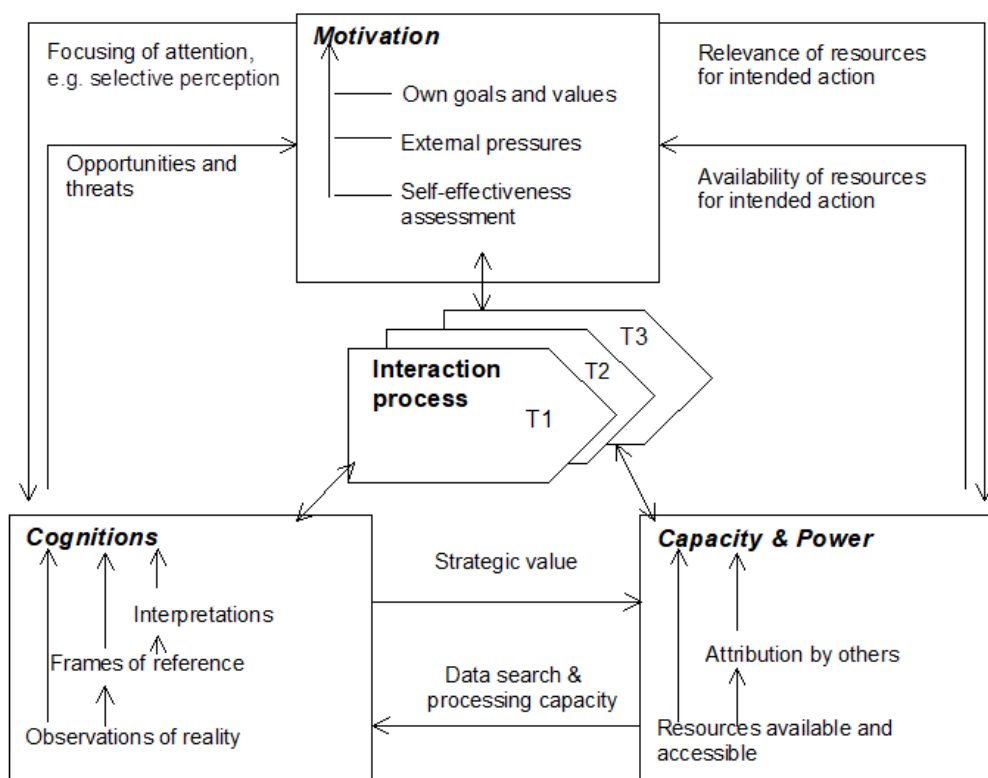 Motivation
Focusing of attention,
e.g. selective perception
Relevance of resources
for intended action
Own goals and values
External pressures
Opportunities and
threats
Self-effectiveness
assessment
Availability of resources
for intended action
Interaction
process
T1
T2
T3
Cognitions
Interpretations
Frames of reference
Observations of reality
Strategic value
Data search &
processing capacity
Capacity & Power
Attribution by others
Resources available and
accessible